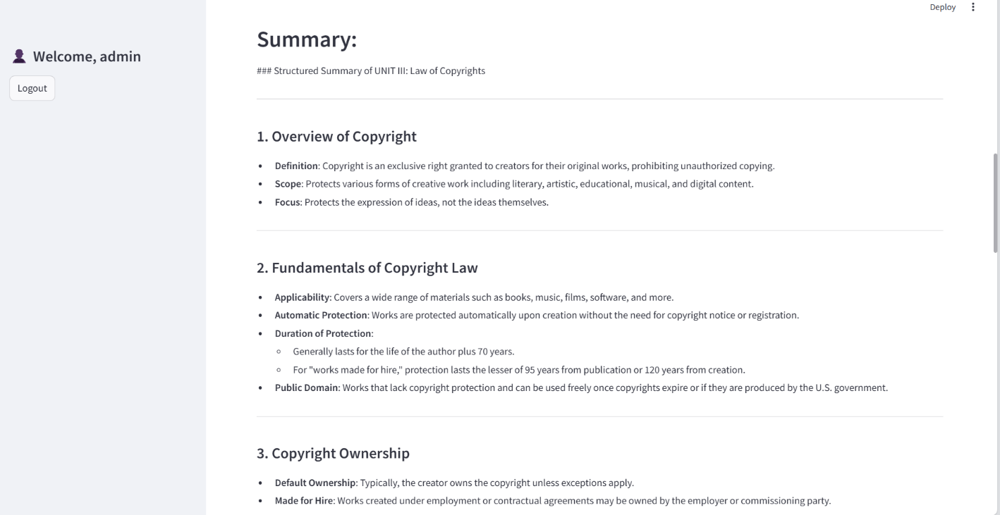 Deploy
Welcome, admin
Logout
Summary:
### Structured Summary of UNIT III: Law of Copyrights
1. Overview of Copyright
• Definition: Copyright is an exclusive right granted to creators for their original works, prohibiting unauthorized copying.
• Scope: Protects various forms of creative work including literary, artistic, educational, musical, and digital content.
• Focus: Protects the expression of ideas, not the ideas themselves.
2. Fundamentals of Copyright Law
• Applicability: Covers a wide range of materials such as books, music, films, software, and more.
• Automatic Protection: Works are protected automatically upon creation without the need for copyright notice or registration.
• Duration of Protection:
◦ Generally lasts for the life of the author plus 70 years.
◦ For "works made for hire," protection lasts the lesser of 95 years from publication or 120 years from creation.
• Public Domain: Works that lack copyright protection and can be used freely once copyrights expire or if they are produced by the U.S. government.
3. Copyright Ownership
• Default Ownership: Typically, the creator owns the copyright unless exceptions apply.
• Made for Hire: Works created under employment or contractual agreements may be owned by the employer or commissioning party.